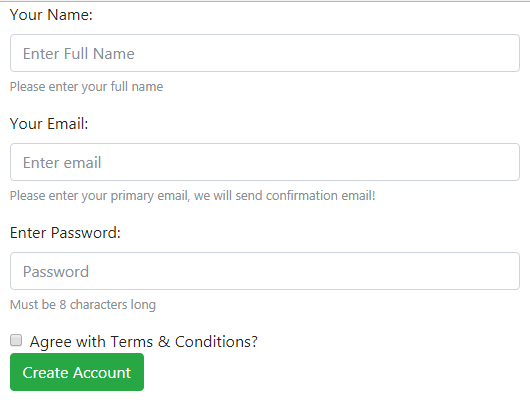 Your Name:
Enter Full Name
Please enter your full name
Your Email:
Enter email
Please enter your primary email, we will send confirmation email!
Enter Password:
Password
Must be 8 characters long
Agree with Terms & Conditions?
Create Account